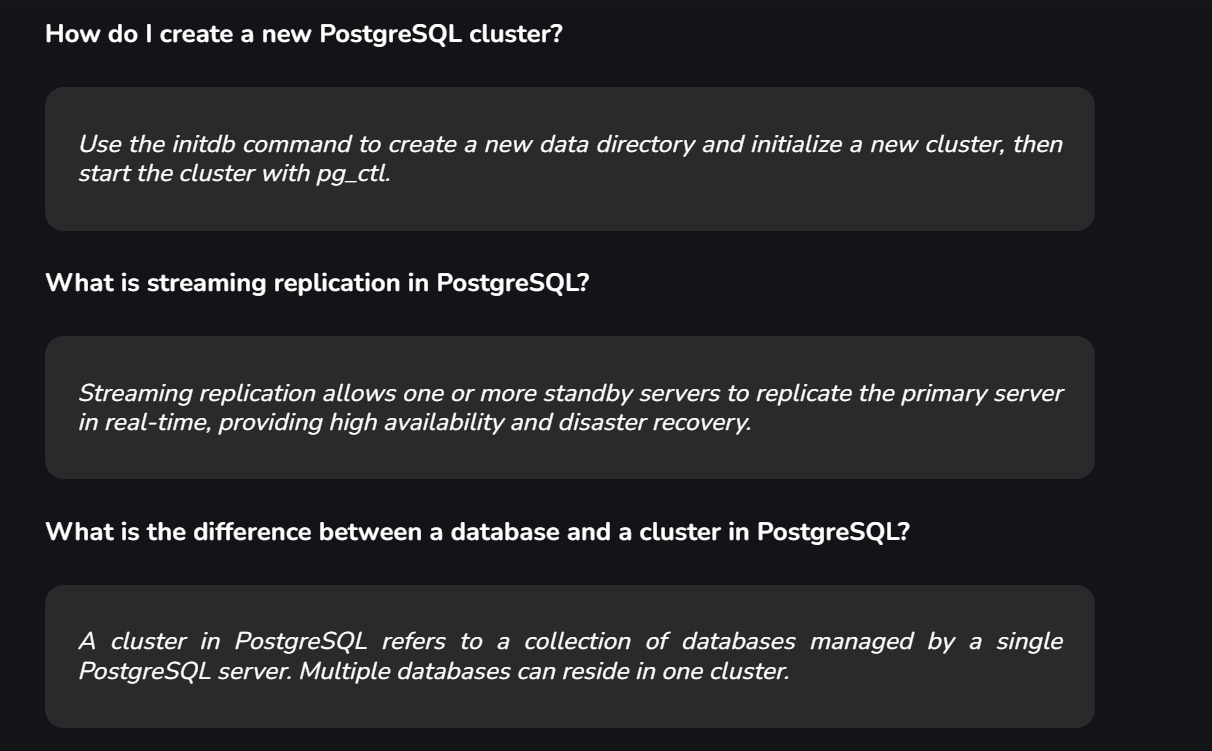 How do I create a new PostgreSQL cluster?
Use the initdb command to create a new data directory and initialize a new cluster, then
start the cluster with pg_ctl.
What is streaming replication in PostgreSQL?
Streaming replication allows one or more standby servers to replicate the primary server
in real-time, providing high availability and disaster recovery.
What is the difference between a database and a cluster in PostgreSQL?
A cluster in PostgreSQL refers to a collection of databases managed by a single
PostgreSQL server. Multiple databases can reside in one cluster.